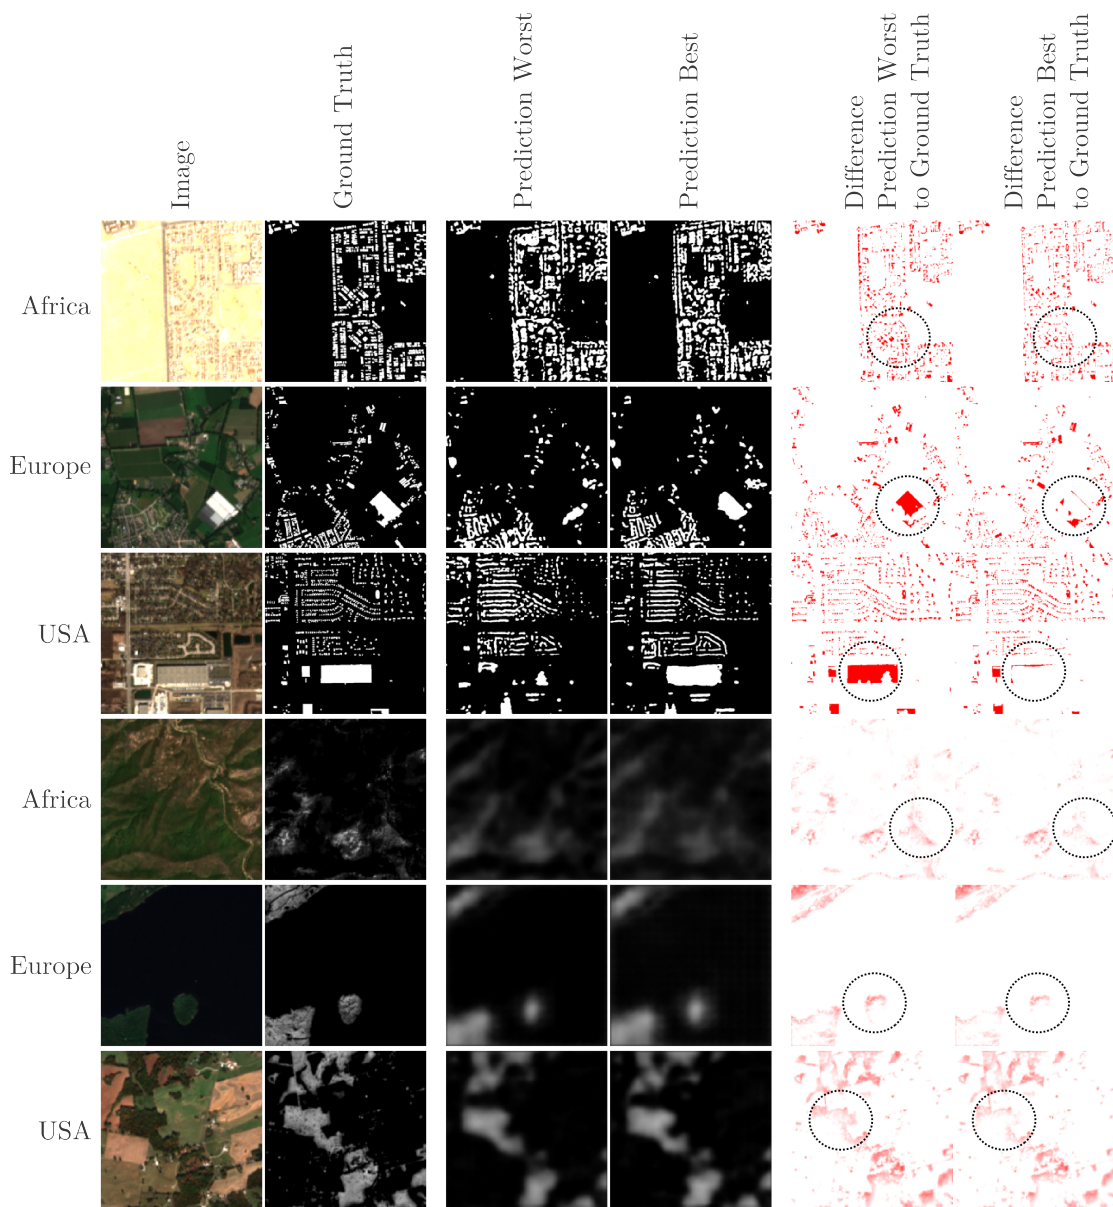 Image
Ground Truth
Prediction Worst
Prediction Best
Difference
Prediction Worst
to Ground Truth
Difference
Prediction Best
to Ground Truth
Africa
Europe
USA
Africa
Europe
USA